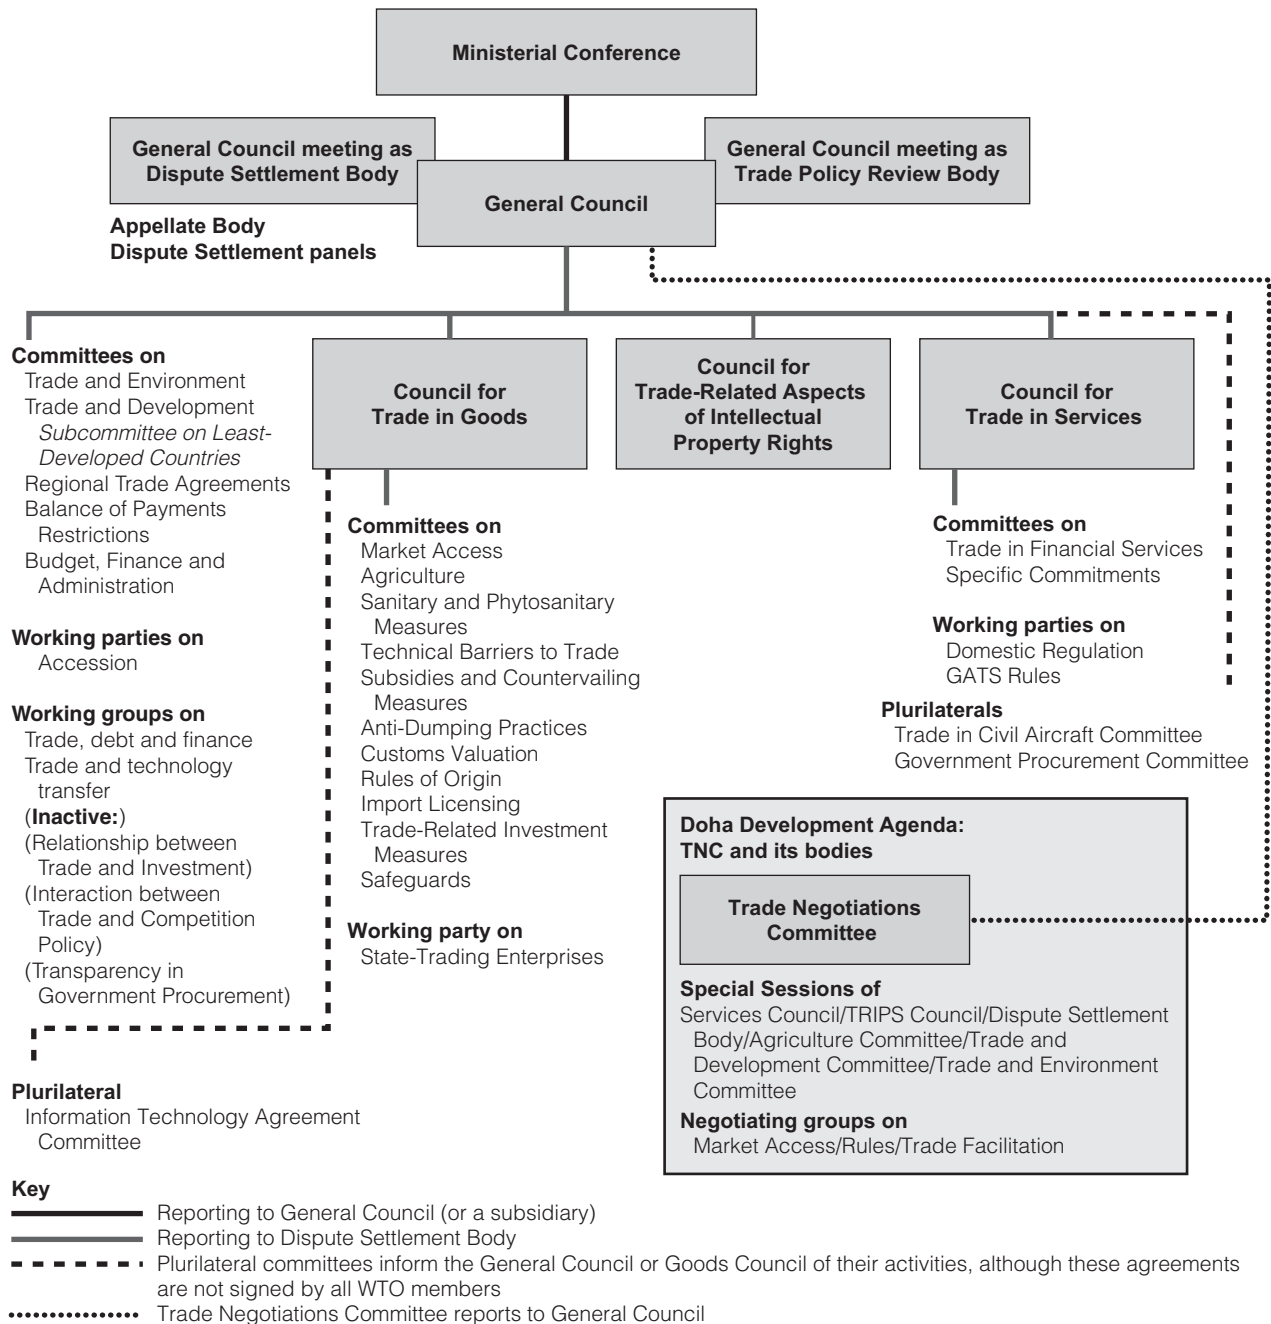 Ministerial Conference
General Council meeting as
Dispute Settlement Body
General Council meeting as
Trade Policy Review Body
General Council
Appellate Body
Dispute Settlement panels
Committees on
Trade and Environment
Trade and Development
Subcommittee on Least-
Developed Countries
Regional Trade Agreements
Balance of Payments
Restrictions
Budget, Finance and
Administration
Working parties on
Accession
Working groups on
Trade, debt and finance
Trade and technology
transfer
(Inactive:)
(Relationship between
Trade and Investment)
(Interaction between
Trade and Competition
Policy)
(Transparency in
Government Procurement)
Plurilateral
Information Technology Agreement
Committee
Council for
Trade in Goods
Committees on
Market Access
Agriculture
Sanitary and Phytosanitary
Measures
Technical Barriers to Trade
Subsidies and Countervailing
Measures
Anti-Dumping Practices
Customs Valuation
Rules of Origin
Import Licensing
Trade-Related Investment
Measures
Safeguards
Working party on
State-Trading Enterprises
Council for
Trade-Related Aspects
of Intellectual
Property Rights
Council for
Trade in Services
Committees on
Trade in Financial Services
Specific Commitments
Working parties on
Domestic Regulation
GATS Rules
Plurilaterals
Trade in Civil Aircraft Committee
Government Procurement Committee
Doha Development Agenda:
TNC and its bodies
Trade Negotiations
Committee
Special Sessions of
Services Council/TRIPS Council/Dispute Settlement
Body/Agriculture Committee/Trade and
Development Committee/Trade and Environment
Committee
Negotiating groups on
Market Access/Rules/Trade Facilitation
Key
Reporting to General Council (or a subsidiary)
Reporting to Dispute Settlement Body
Plurilateral committees inform the General Council or Goods Council of their activities, although these agreements
are not signed by all WTO members
Trade Negotiations Committee reports to General Council